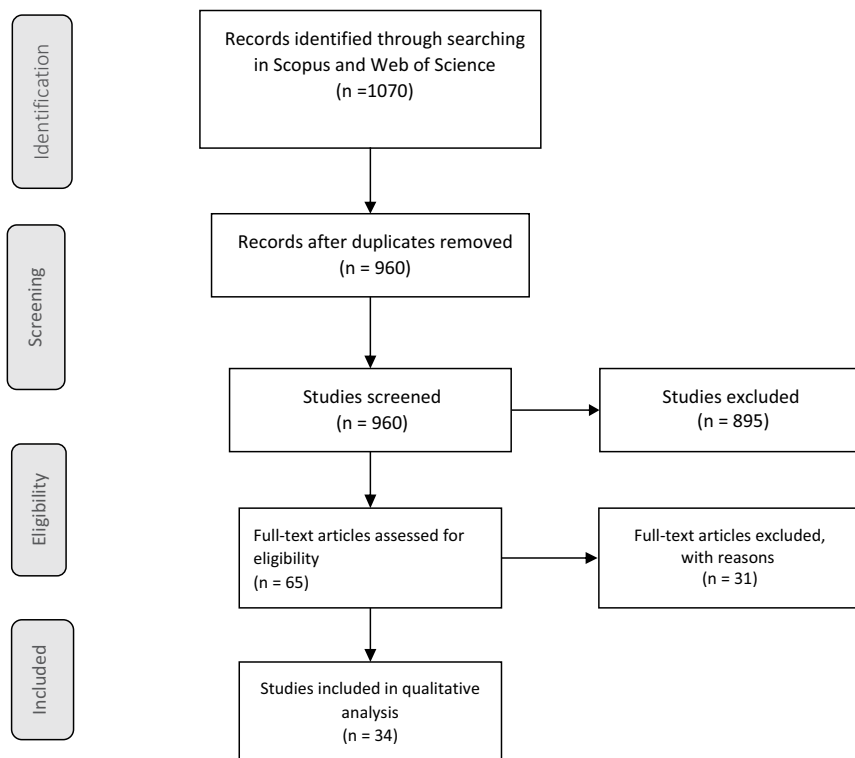 Identification
Records identified through searching
in Scopus and Web of Science
(n =1070)
Screening
Records after duplicates removed
(n = 960)
Studies screened
(n = 960)
Studies excluded
(n = 895)
Eligibility
Full-text articles assessed for
eligibility
(n = 65)
Full-text articles excluded,
with reasons
(n = 31)
Included
Studies included in qualitative
analysis
(n = 34)